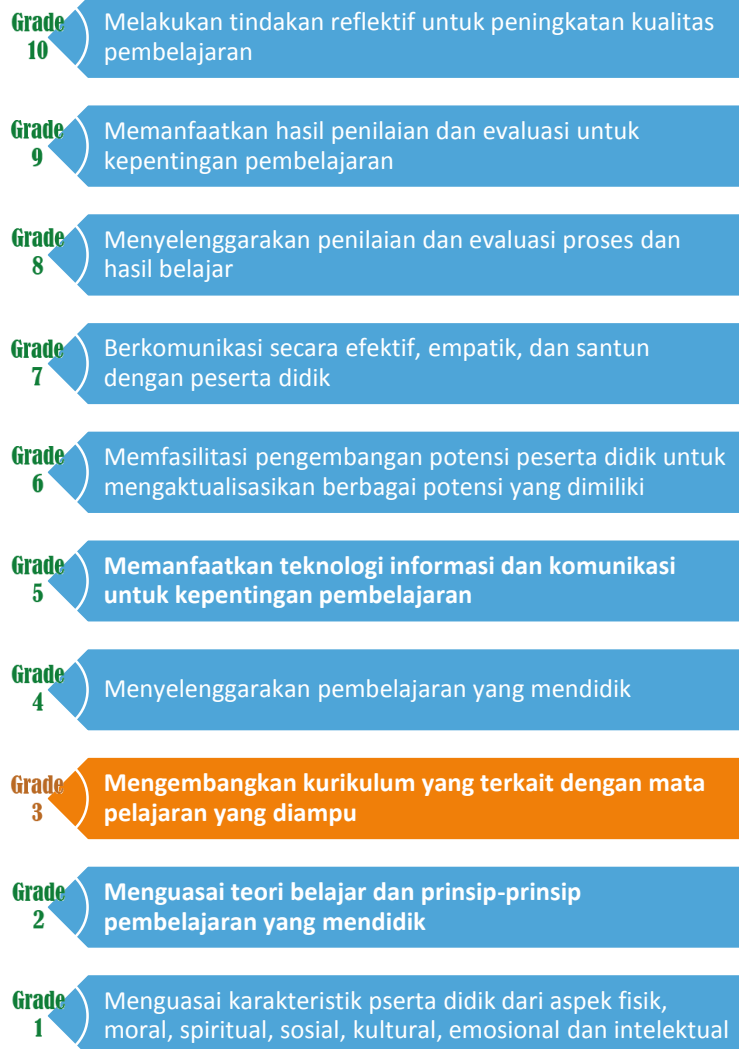 Grade
10
Melakukan tindakan reflektif untuk peningkatan kualitas
pembelajaran
Grade
9
Memanfaatkan hasil penilaian dan evaluasi untuk
kepentingan pembelajaran
Grade
8
Menyelenggarakan penilaian dan evaluasi proses dan
hasil belajar
Grade
7
Berkomunikasi secara efektif, empatik, dan santun
dengan peserta didik
Grade
6
Memfasilitasi pengembangan potensi peserta didik untuk
mengaktualisasikan berbagai potensi yang dimiliki
Grade
5
Memanfaatkan teknologi informasi dan komunikasi
untuk kepentingan pembelajaran
Grade
4
Menyelenggarakan pembelajaran yang mendidik
Grade
3
Mengembangkan kurikulum yang terkait dengan mata
pelajaran yang diampu
Grade
2
Menguasai teori belajar dan prinsip-prinsip
pembelajaran yang mendidik
Grade
1
Menguasai karakteristik pserta didik dari aspek fisik,
moral, spiritual, sosial, kultural, emosional dan intelektual